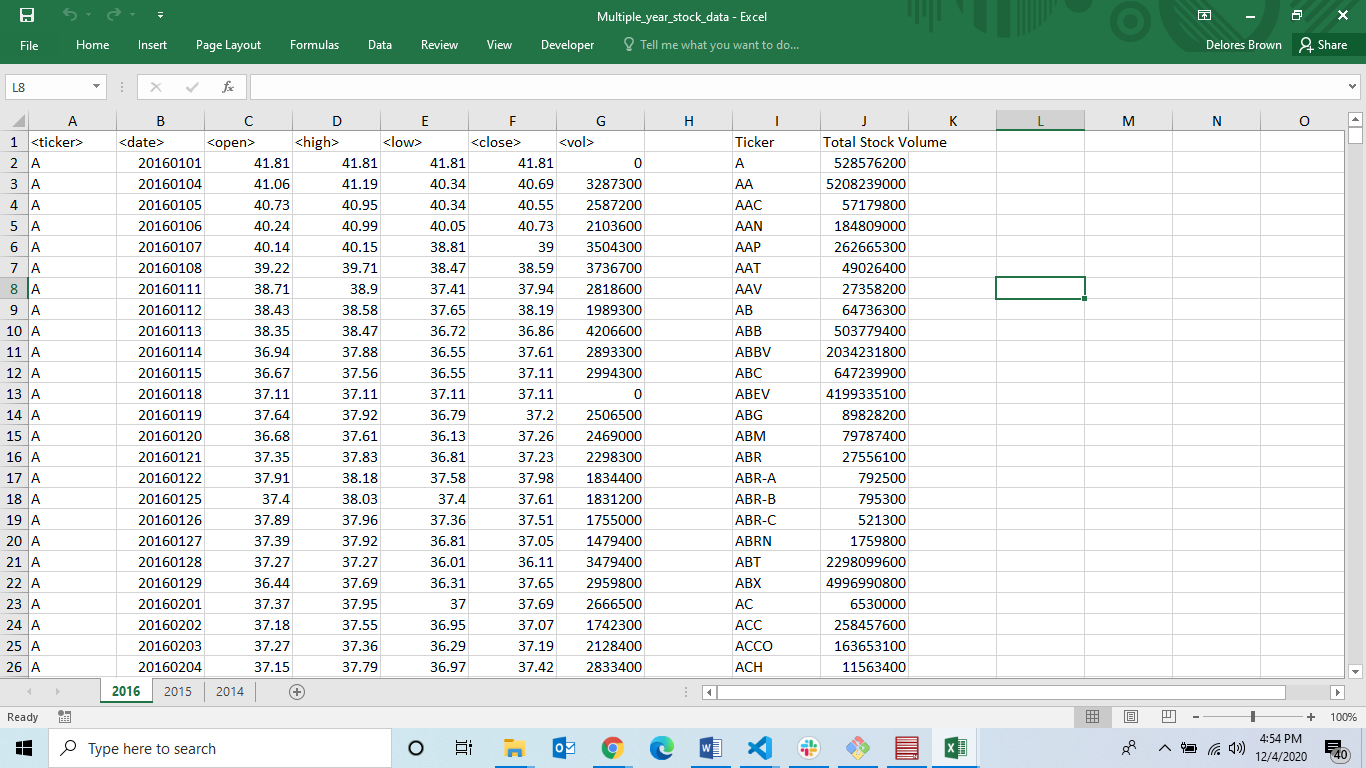 Multiple_year_stock_data - Excel
File Home Insert Page Layout Formulas Data Review View Developer Tell me what you want to do... Delores Brown Share
L8 fx
A B C D E F G H I J K L M N O
1 <ticker> <date> <open> <high> <low> <close> <vol> Ticker Total Stock Volume
2 A 20160101 41.81 41.81 41.81 41.81 0 A 528576200
3 A 20160104 41.06 41.19 40.34 40.69 3287300 AA 5208239000
4 A 20160105 40.73 40.95 40.34 40.55 2587200 AAC 57179800
5 A 20160106 40.24 40.99 40.05 40.73 2103600 AAN 184809000
6 A 20160107 40.14 40.15 38.81 39 3504300 AAP 262665300
7 A 20160108 39.22 39.71 38.47 38.59 3736700 AAT 49026400
8 A 20160111 38.71 38.9 37.41 37.94 2818600 AAV 27358200
9 A 20160112 38.43 38.58 37.65 38.19 1989300 AB 64736300
10 A 20160113 38.35 38.47 36.72 36.86 4206600 ABB 503779400
11 A 20160114 36.94 37.88 36.55 37.61 2893300 ABBV 2034231800
12 A 20160115 36.67 37.56 36.55 37.11 2994300 ABC 647239900
13 A 20160118 37.11 37.11 37.11 37.11 0 ABEV 4199335100
14 A 20160119 37.64 37.92 36.79 37.2 2506500 ABG 89828200
15 A 20160120 36.68 37.61 36.13 37.26 2469000 ABM 79787400
16 A 20160121 37.35 37.83 36.81 37.23 2298300 ABR 27556100
17 A 20160122 37.91 38.18 37.58 37.98 1834400 ABR-A 792500
18 A 20160125 37.4 38.03 37.4 37.61 1831200 ABR-B 795300
19 A 20160126 37.89 37.96 37.36 37.51 1755000 ABR-C 521300
20 A 20160127 37.39 37.92 36.81 37.05 1479400 ABRN 1759800
21 A 20160128 37.27 37.27 36.01 36.11 3479400 ABT 2298099600
22 A 20160129 36.44 37.69 36.31 37.65 2959800 ABX 4996990800
23 A 20160201 37.37 37.95 37 37.69 2666500 AC 6530000
24 A 20160202 37.18 37.55 36.95 37.07 1742300 ACC 258457600
25 A 20160203 37.27 37.36 36.29 37.19 2128400 ACCO 163653100
26 A 20160204 37.15 37.79 36.97 37.42 2833400 ACH 11563400
2016 2015 2014
Ready 100%
Type here to search 4:54 PM
12/4/2020 40